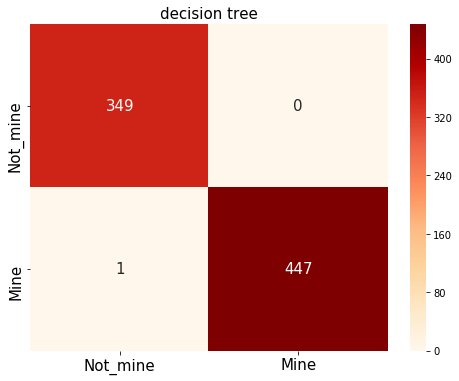 decision tree
Not_mine
349
0
Mine
1
447
Not_mine
Mine
400
320
240
160
80
0